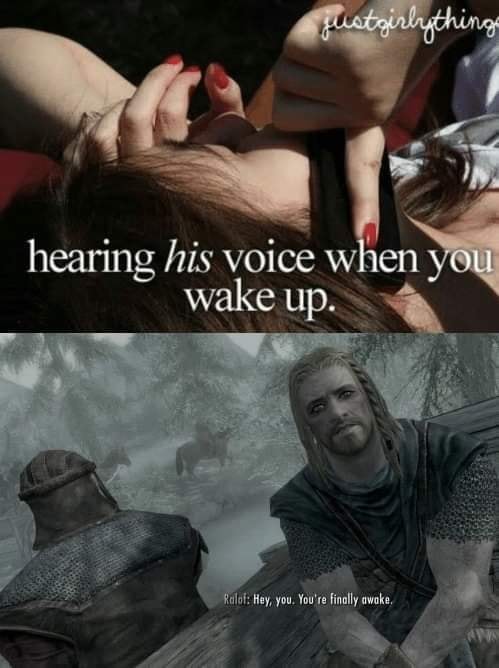 justgirlythings
hearing his voice when you
wake up.
Ralof: Hey, you. You're finally awake.